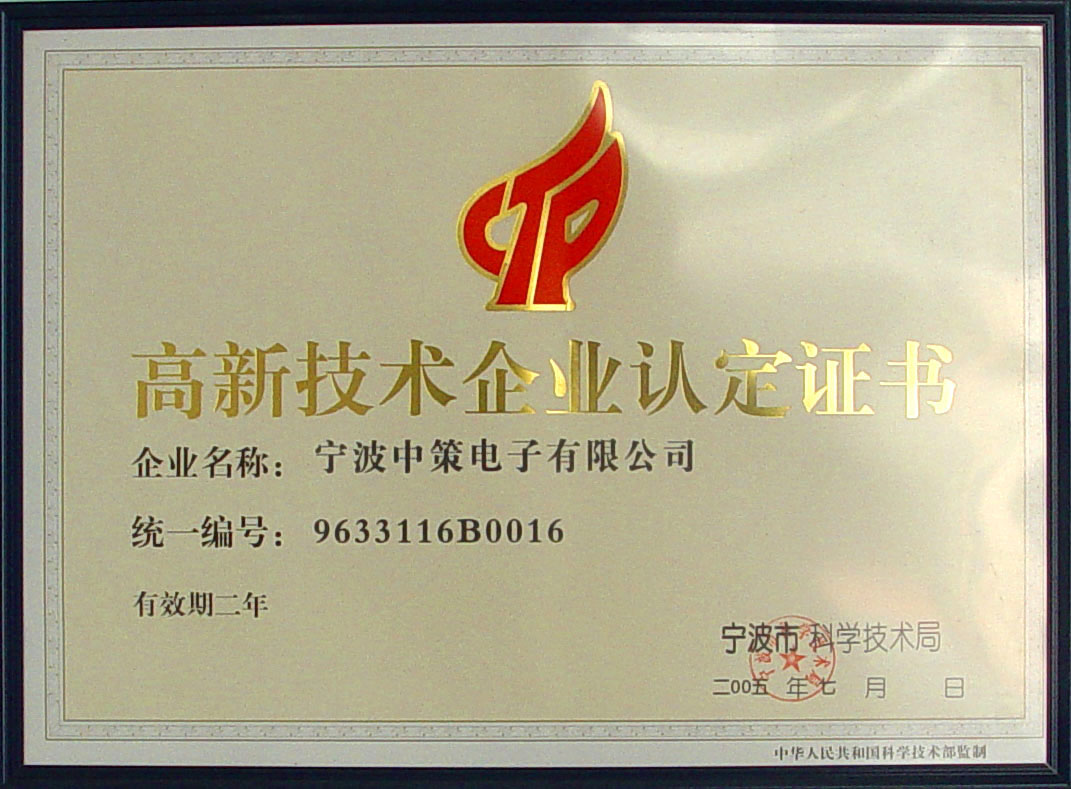 高新技术企业认定证书
企业名称：宁波中策电子有限公司
统一编号：9633116B0016
有效期二年
宁波市 科学技术局
二00五 年 七 月 日
中华人民共和国科学技术部监制